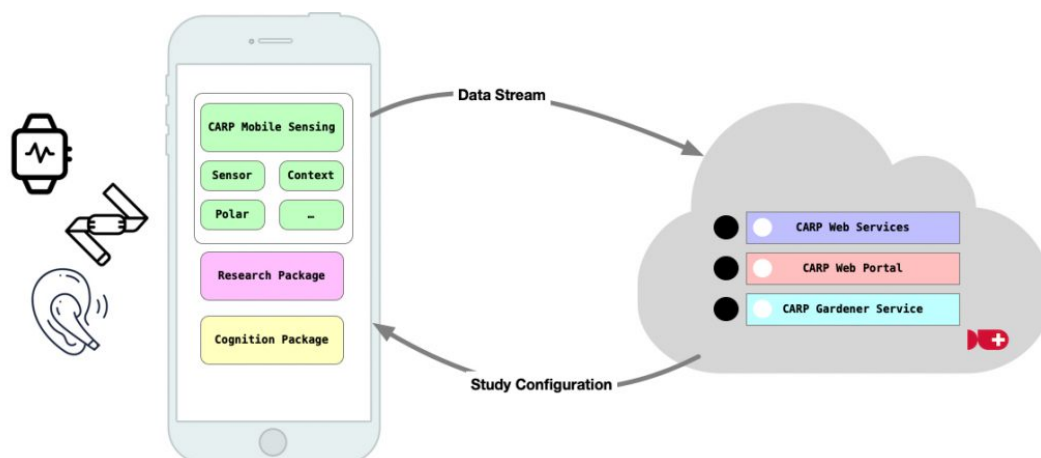 CARP Mobile Sensing
Sensor
Context
Polar
…
Research Package
Cognition Package
Data Stream
Study Configuration
CARP Web Services
CARP Web Portal
CARP Gardener Service